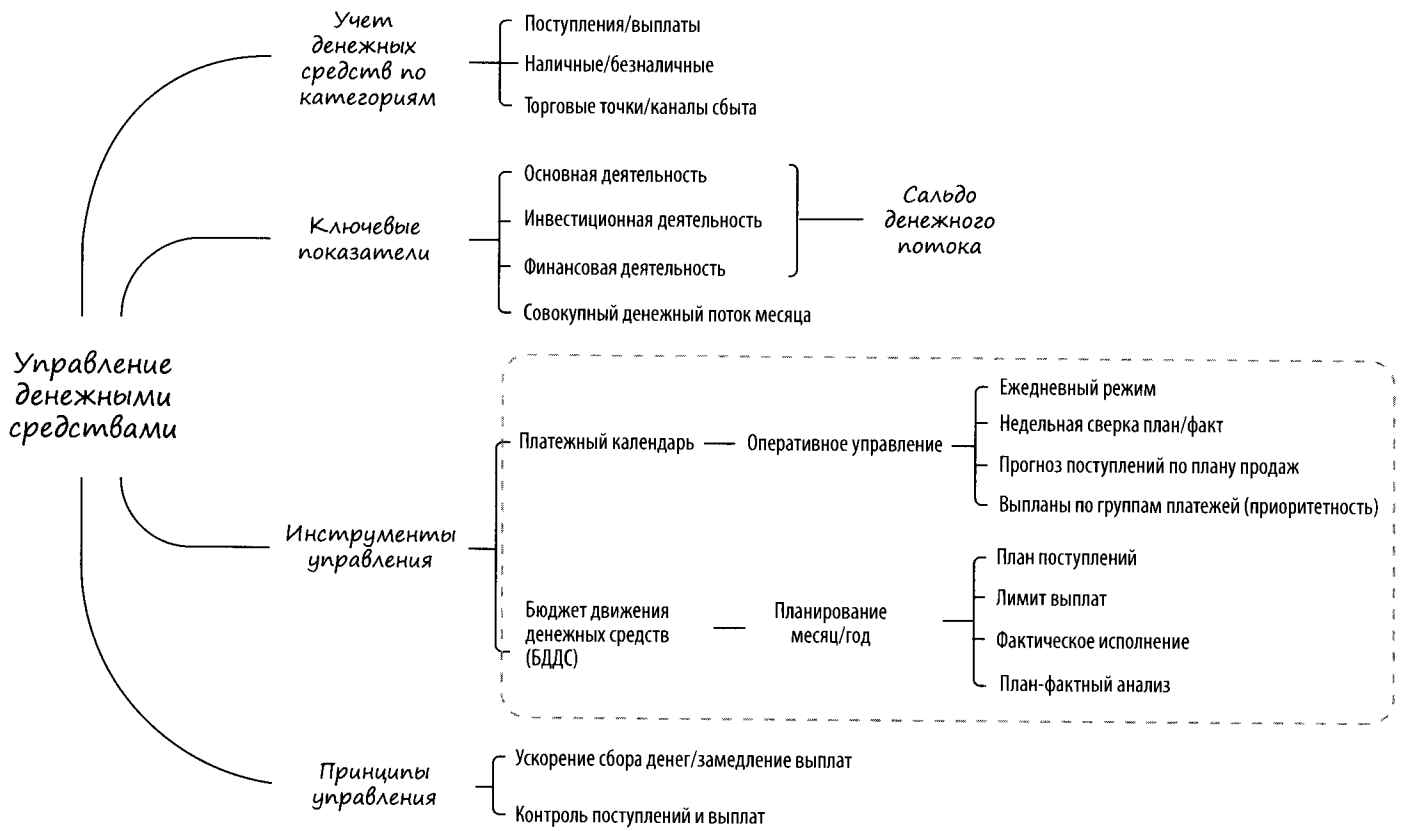 Учет
денежных
средств по
категориям
Поступления/выплаты
Наличные/безналичные
Торговые точки/каналы сбыта
Ключевые
показатели
Основная деятельность
Инвестиционная деятельность
Финансовая деятельность
Совокупный денежный поток месяца
Сальдо
денежного
потока
Управление
денежными
средствами
Инструменты
управления
Платежный календарь
Оперативное управление
Ежедневный режим
Недельная сверка план/факт
Прогноз поступлений по плану продаж
Выпланы по группам платежей (приоритетность)
Бюджет движения
денежных средств
(БДДС)
Планирование
месяц/год
План поступлений
Лимит выплат
Фактическое исполнение
План-фактный анализ
Принципы
управления
Ускорение сбора денег/замедление выплат
Контроль поступлений и выплат